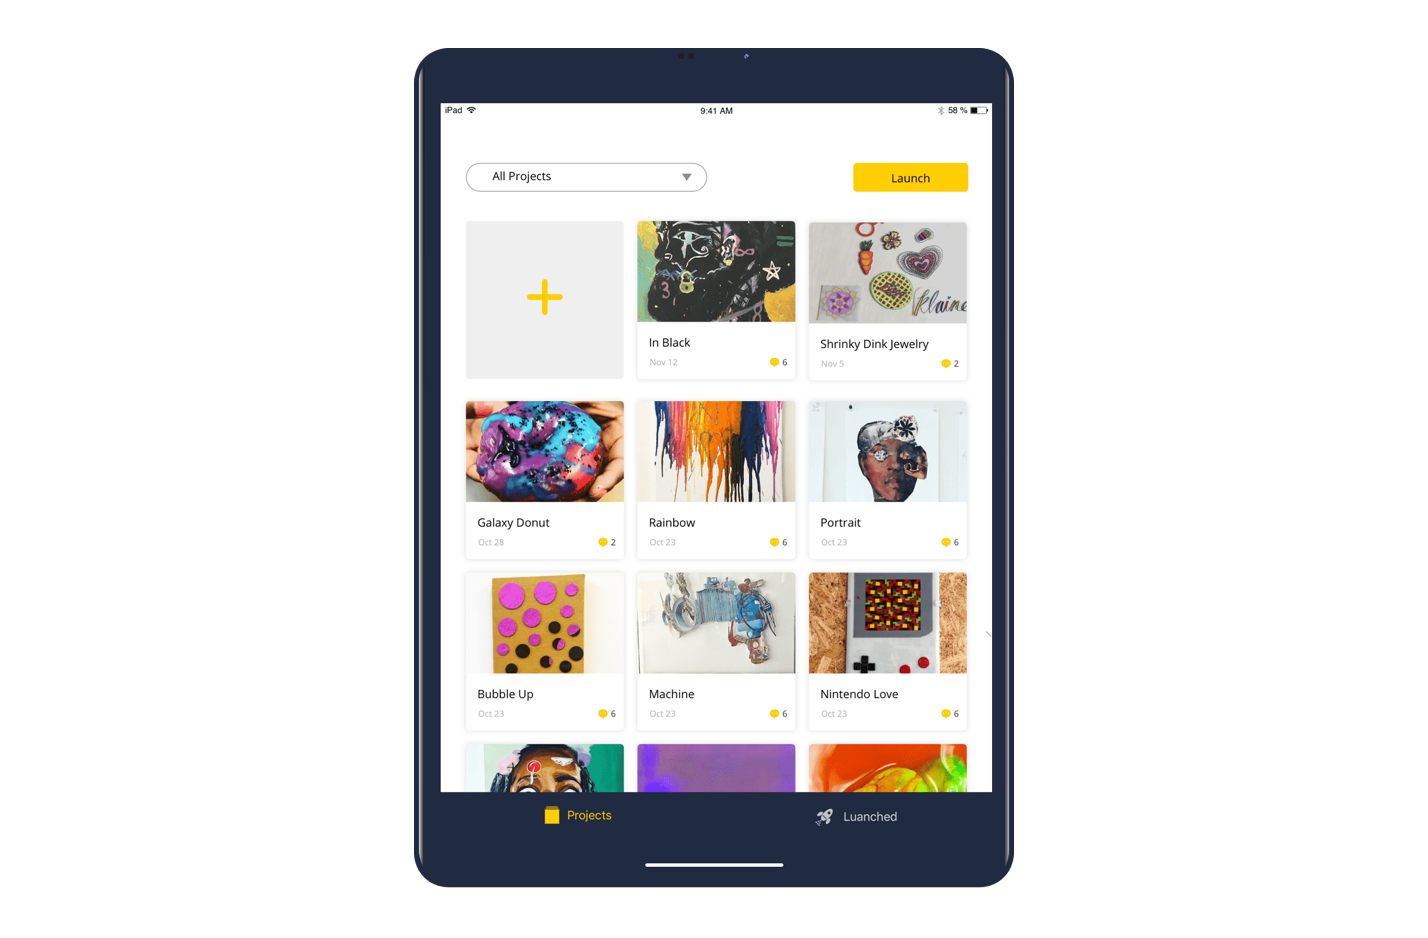 iPad 9:41 AM 58 %
All Projects
Launch
klaine
In Black
Nov 12 6
Shrinky Dink Jewelry
Nov 5 2
Galaxy Donut
Oct 28 2
Rainbow
Oct 23 6
Portrait
Oct 23 6
Bubble Up
Oct 23 6
Machine
Oct 23 6
Nintendo Love
Oct 23 6
Projects
Luanched